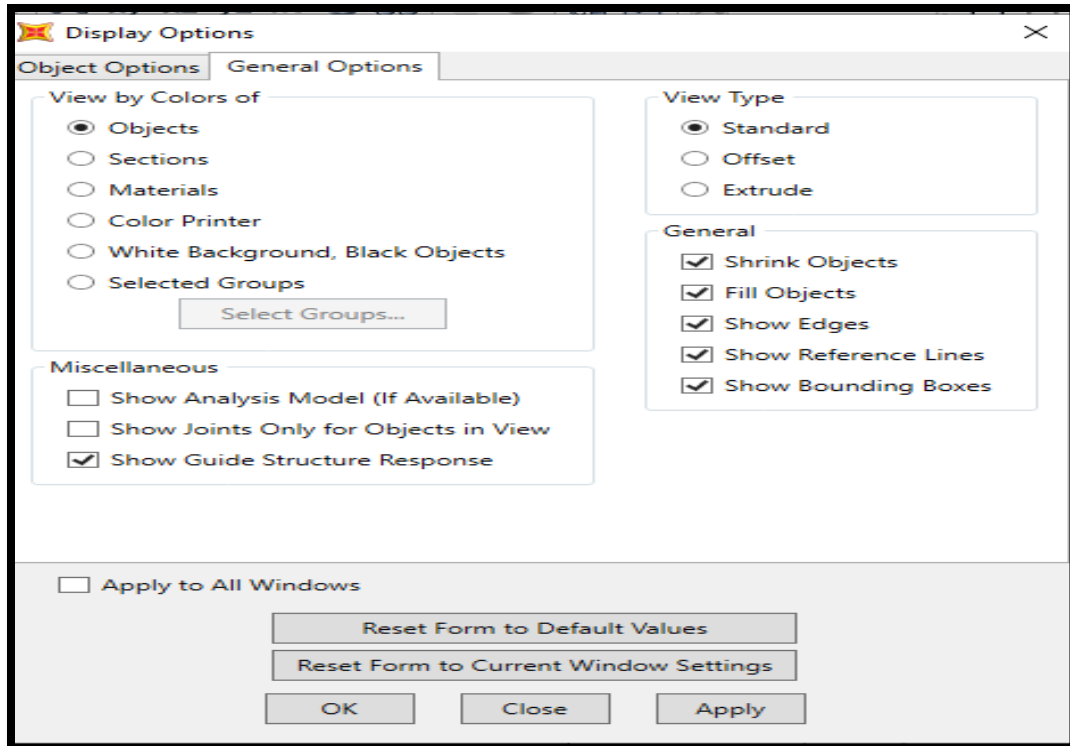 Display Options
Object Options
General Options
View by Colors of
Objects
Sections
Materials
Color Printer
White Background, Black Objects
Selected Groups
Select Groups...
Miscellaneous
Show Analysis Model (If Available)
Show Joints Only for Objects in View
Show Guide Structure Response
View Type
Standard
Offset
Extrude
General
Shrink Objects
Fill Objects
Show Edges
Show Reference Lines
Show Bounding Boxes
Apply to All Windows
Reset Form to Default Values
Reset Form to Current Window Settings
OK
Close
Apply